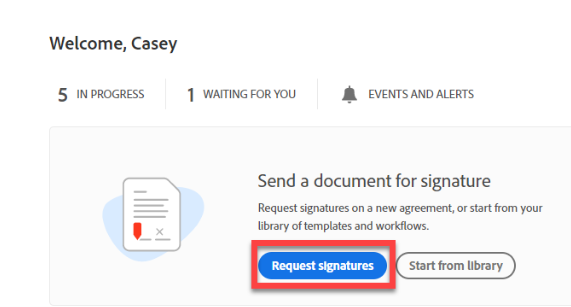 Welcome, Casey
5 IN PROGRESS 1 WAITING FOR YOU EVENTS AND ALERTS
Send a document for signature
Request signatures on a new agreement, or start from your
library of templates and workflows.
Request signatures Start from library